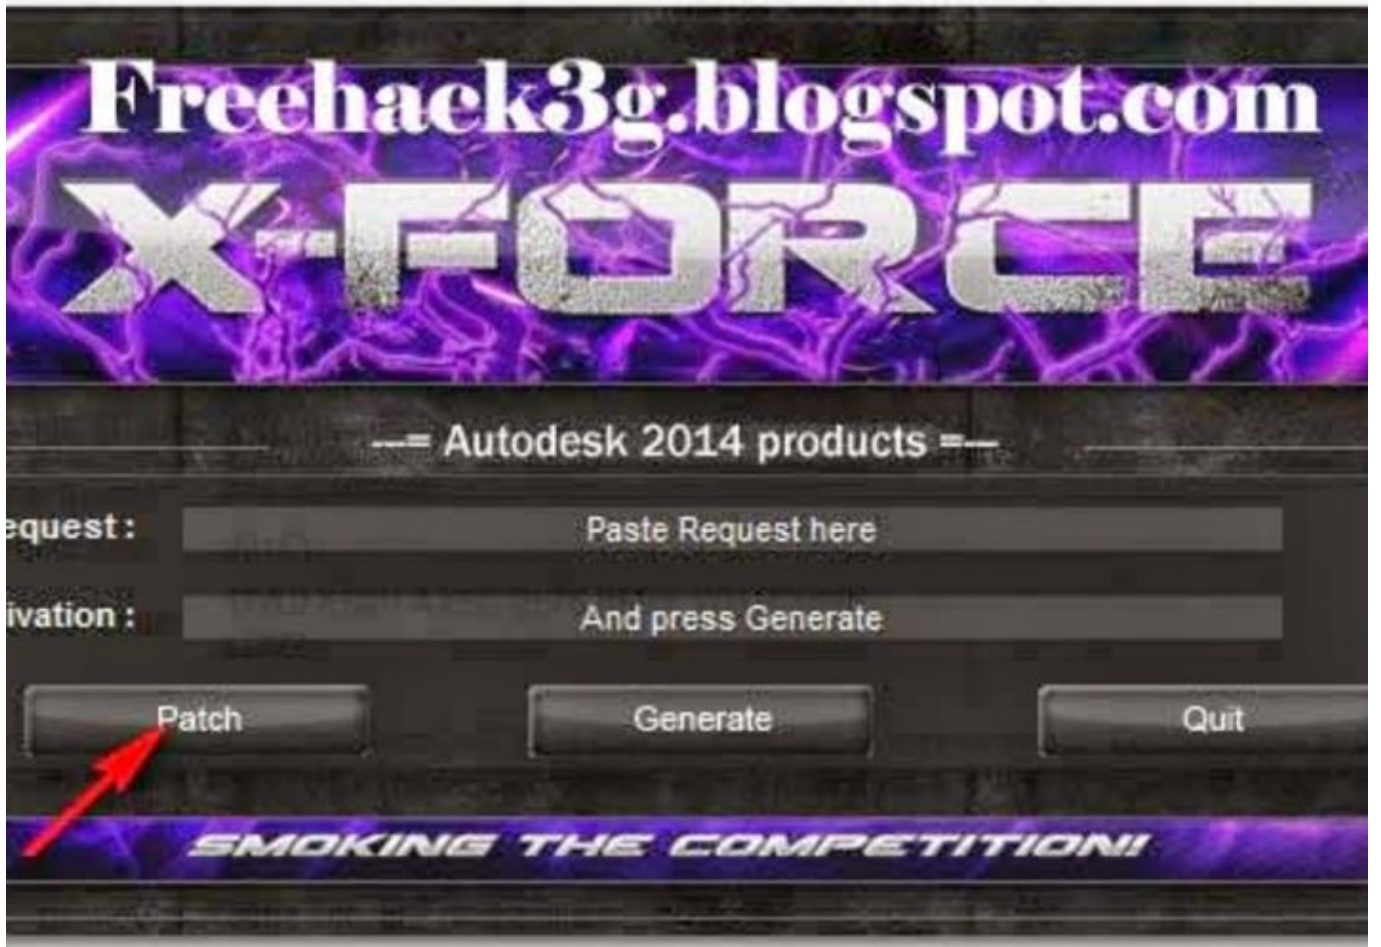 Freehack3g.blogspot.com
X-FORCE
---= Autodesk 2014 products =---
equest :
Paste Request here
ivation :
And press Generate
Patch
Generate
Quit
SMOKING THE COMPETITION!